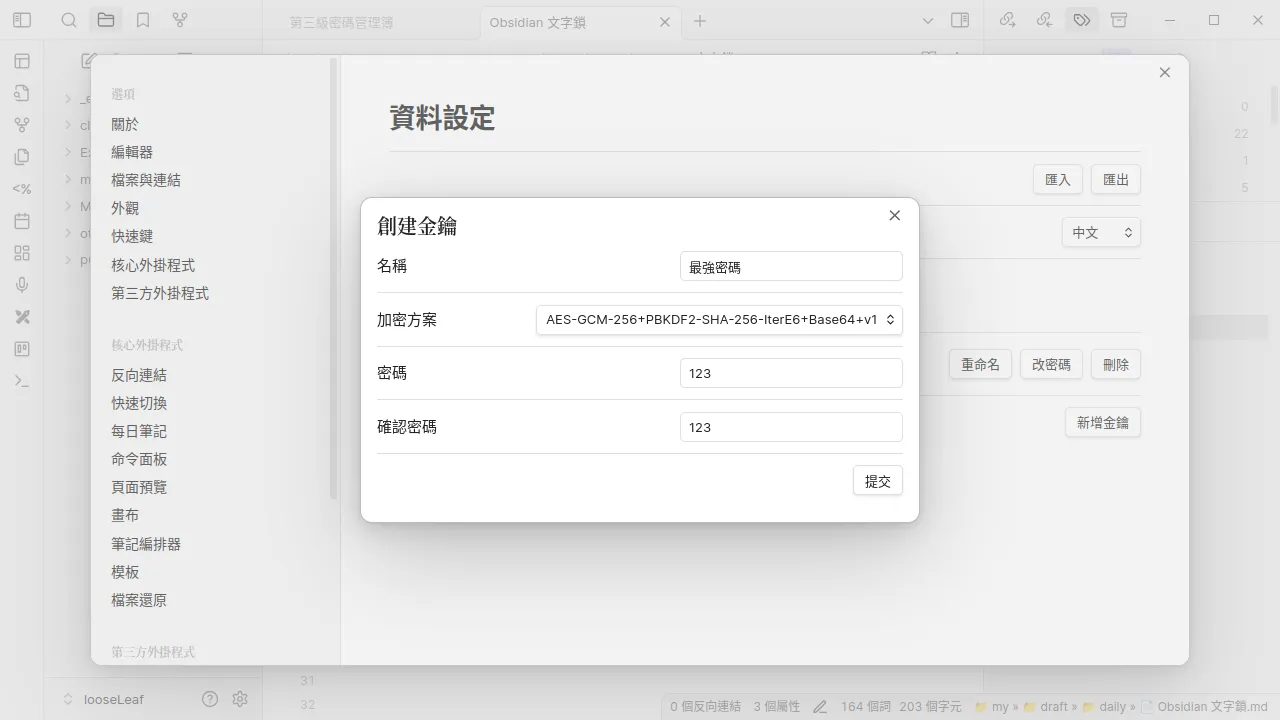 第三級密碼管理簿
Obsidian 文字鎖
選項
關於
編輯器
檔案與連結
外觀
快速鍵
核心外掛程式
第三方外掛程式
核心外掛程式
反向連結
快速切換
每日筆記
命令面板
頁面預覽
畫布
筆記編排器
模板
檔案還原
第三方外掛程式
looseLeaf
資料設定
匯入
匯出
中文
重命名
改密碼
刪除
新增金鑰
創建金鑰
名稱
最強密碼
加密方案
AES-GCM-256+PBKDF2-SHA-256-IterE6+Base64+v1
密碼
123
確認密碼
123
提交
0
22
1
5
31
32
0 個反向連結 3 個屬性 164 個詞 203 個字元 my » draft » daily » Obsidian 文字鎖.md